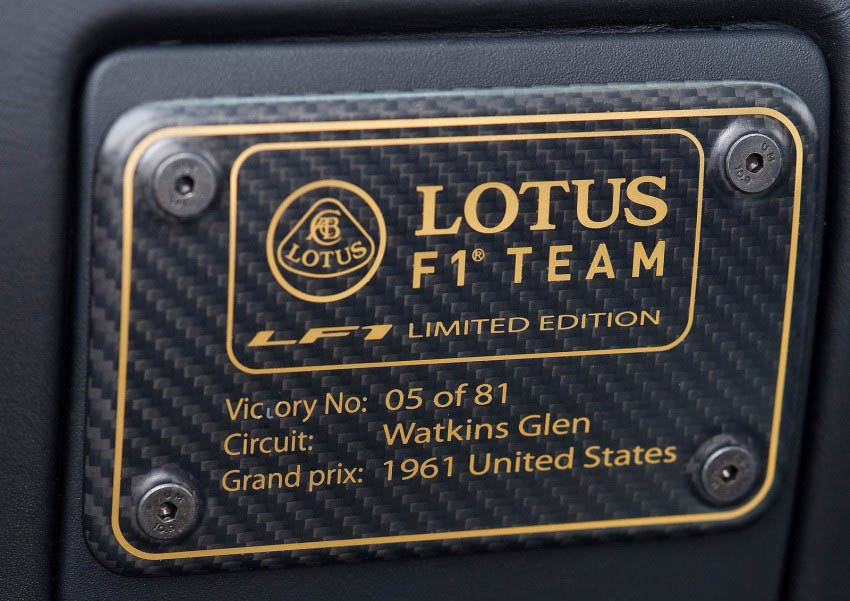 LOTUS
LOTUS
F1® TEAM
LF1 LIMITED EDITION
Victory No: 05 of 81
Circuit: Watkins Glen
Grand prix: 1961 United States